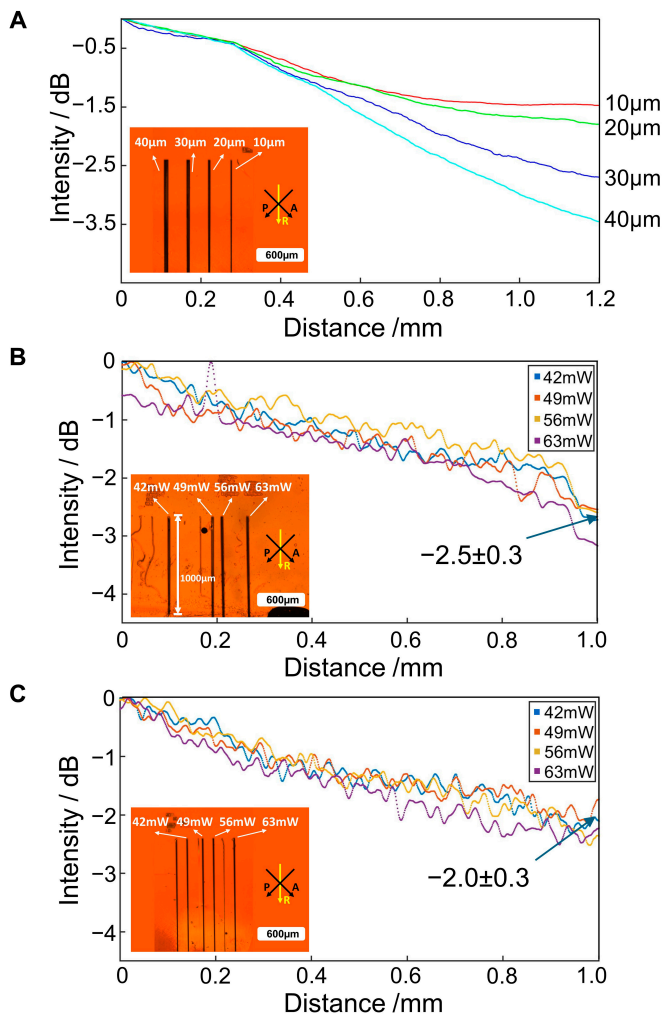 A
Intensity / dB
−0.5
−1.5
−2.5
−3.5
10µm
20µm
30µm
40µm
40µm 30µm 20µm 10µm
P A
R
600µm
0 0.2 0.4 0.6 0.8 1.0 1.2
Distance /mm
B
Intensity / dB
0
−1
−2
−3
−4
42mW
49mW
56mW
63mW
42mW 49mW 56mW 63mW
1000µm
P A
R
600µm
−2.5±0.3
0 0.2 0.4 0.6 0.8 1.0
Distance /mm
C
Intensity / dB
0
−1
−2
−3
−4
42mW
49mW
56mW
63mW
42mW 49mW 56mW 63mW
P A
R
600µm
−2.0±0.3
0 0.2 0.4 0.6 0.8 1.0
Distance /mm